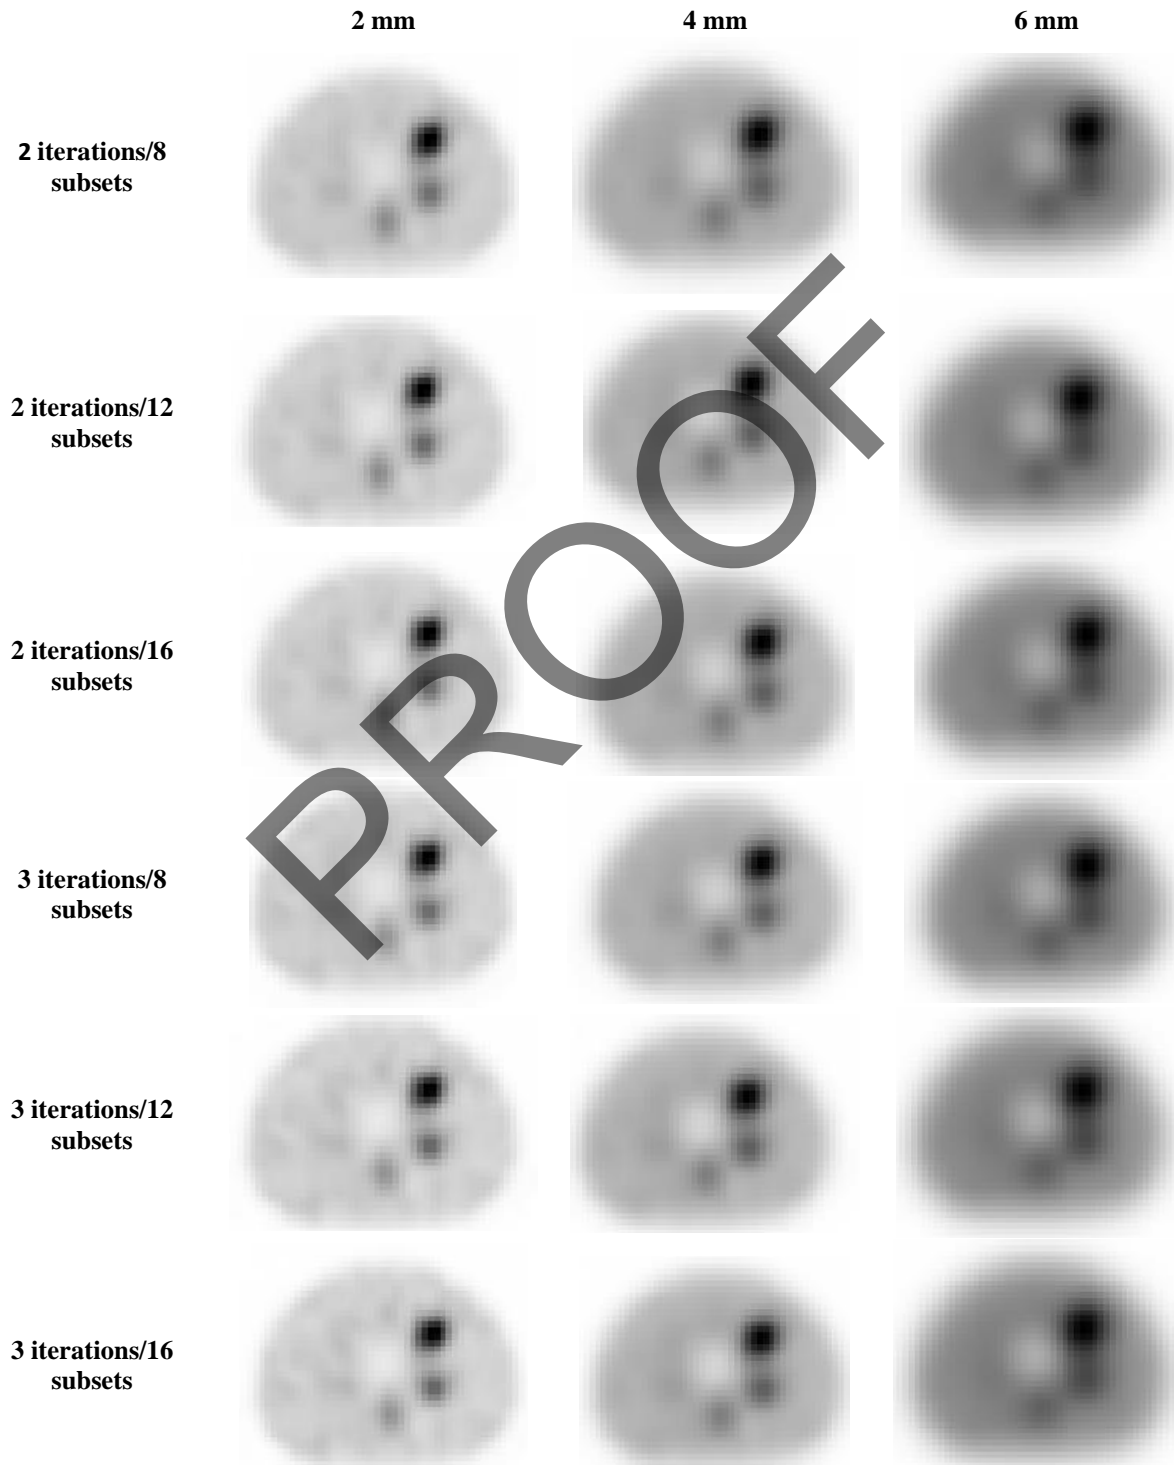 2 mm 4 mm 6 mm
2 iterations/8
subsets
2 iterations/12
subsets
2 iterations/16
subsets
3 iterations/8
subsets
3 iterations/12
subsets
3 iterations/16
subsets
PROOF